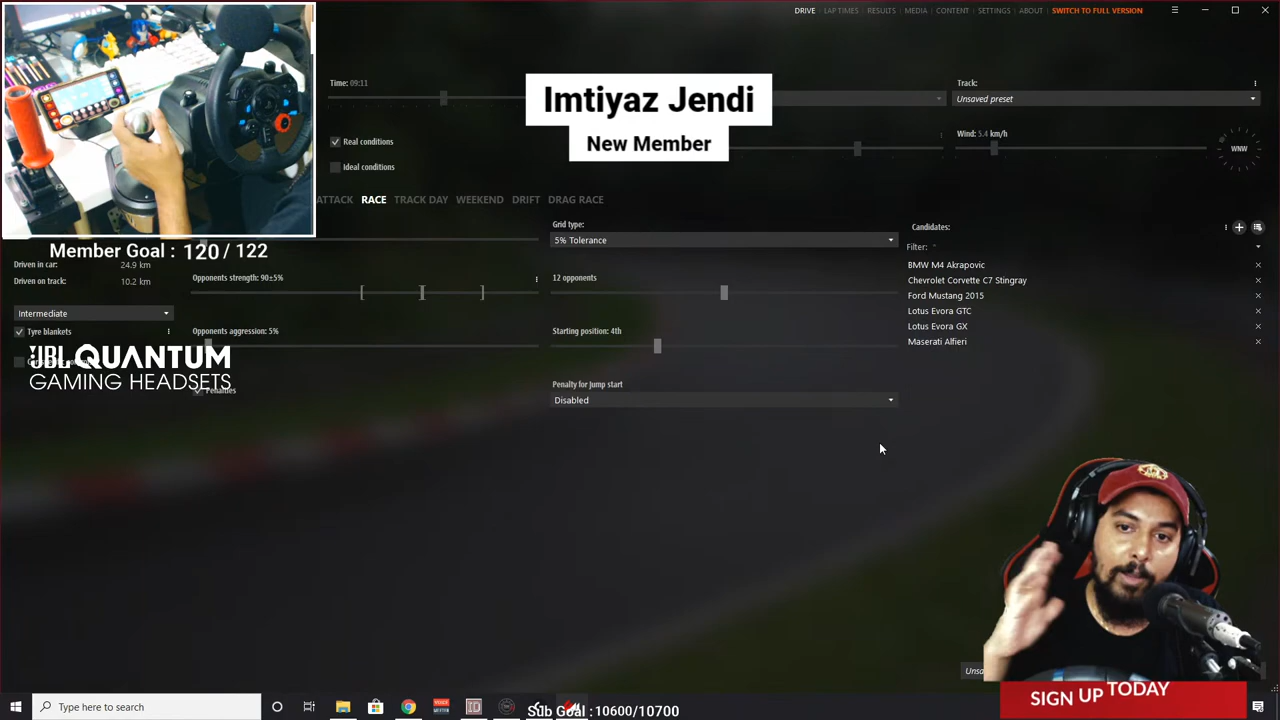 DRIVE LAP TIMES RESULTS MEDIA CONTENT SETTINGS ABOUT SWITCH TO FULL VERSION
Time: 09:11
Imtiyaz Jendi
New Member
Track:
Unsaved preset
Wind: 5.4 km/h
WNW
Real conditions
Ideal conditions
ATTACK RACE TRACK DAY WEEKEND DRIFT DRAG RACE
Member Goal : 120 / 122
Driven in car: 24.9 km
Driven on track: 10.2 km
Intermediate
Tyre blankets
JBL QUANTUM
GAMING HEADSETS
Opponents strength: 90±5%
Opponents aggression: 5%
Penalties
Grid type:
5% Tolerance
12 opponents
Starting position: 4th
Penalty for jump start
Disabled
Candidates:
Filter:
BMW M4 Akrapovic
Chevrolet Corvette C7 Stingray
Ford Mustang 2015
Lotus Evora GTC
Lotus Evora GX
Maserati Alfieri
Unsa
SIGN UP TODAY
Type here to search
Sub Goal : 10600/10700